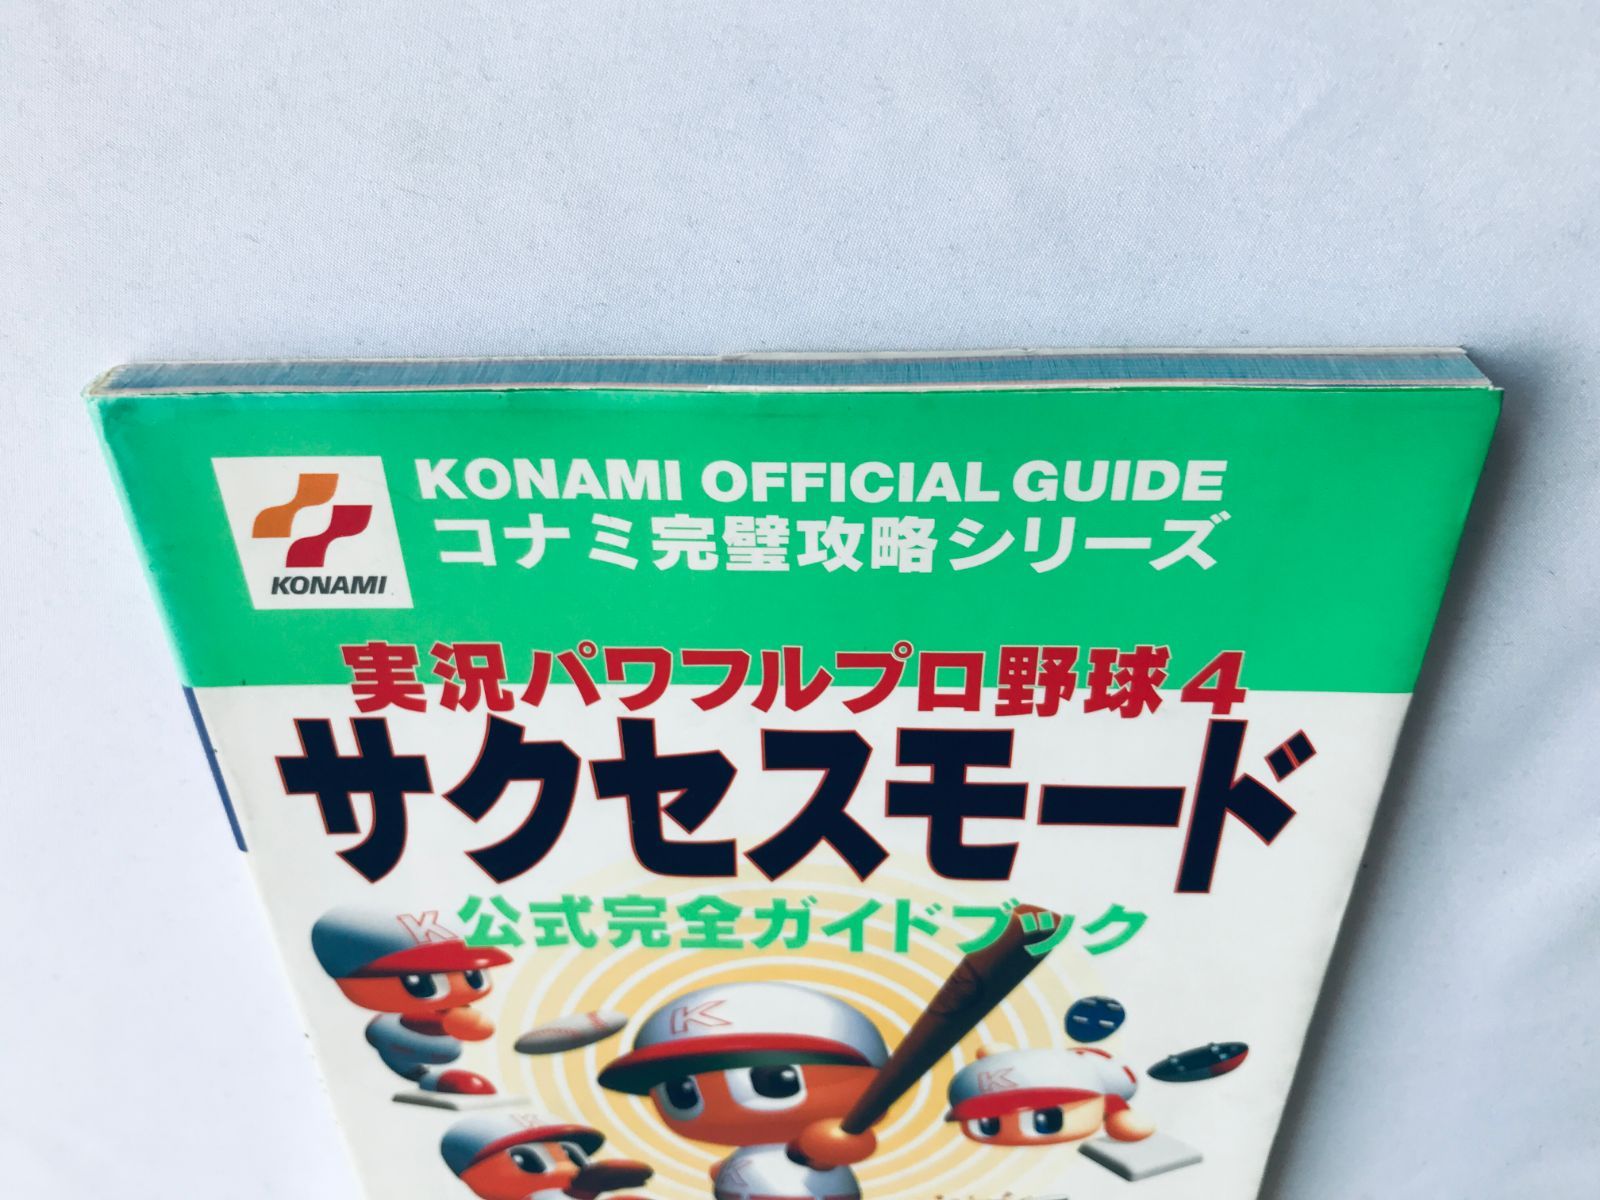 KONAMI OFFICIAL GUIDE
コナミ完璧攻略シリーズ
KONAMI
実況パワフルプロ野球4
サクセスモード
公式完全ガイドブック
K
K
K
K
K